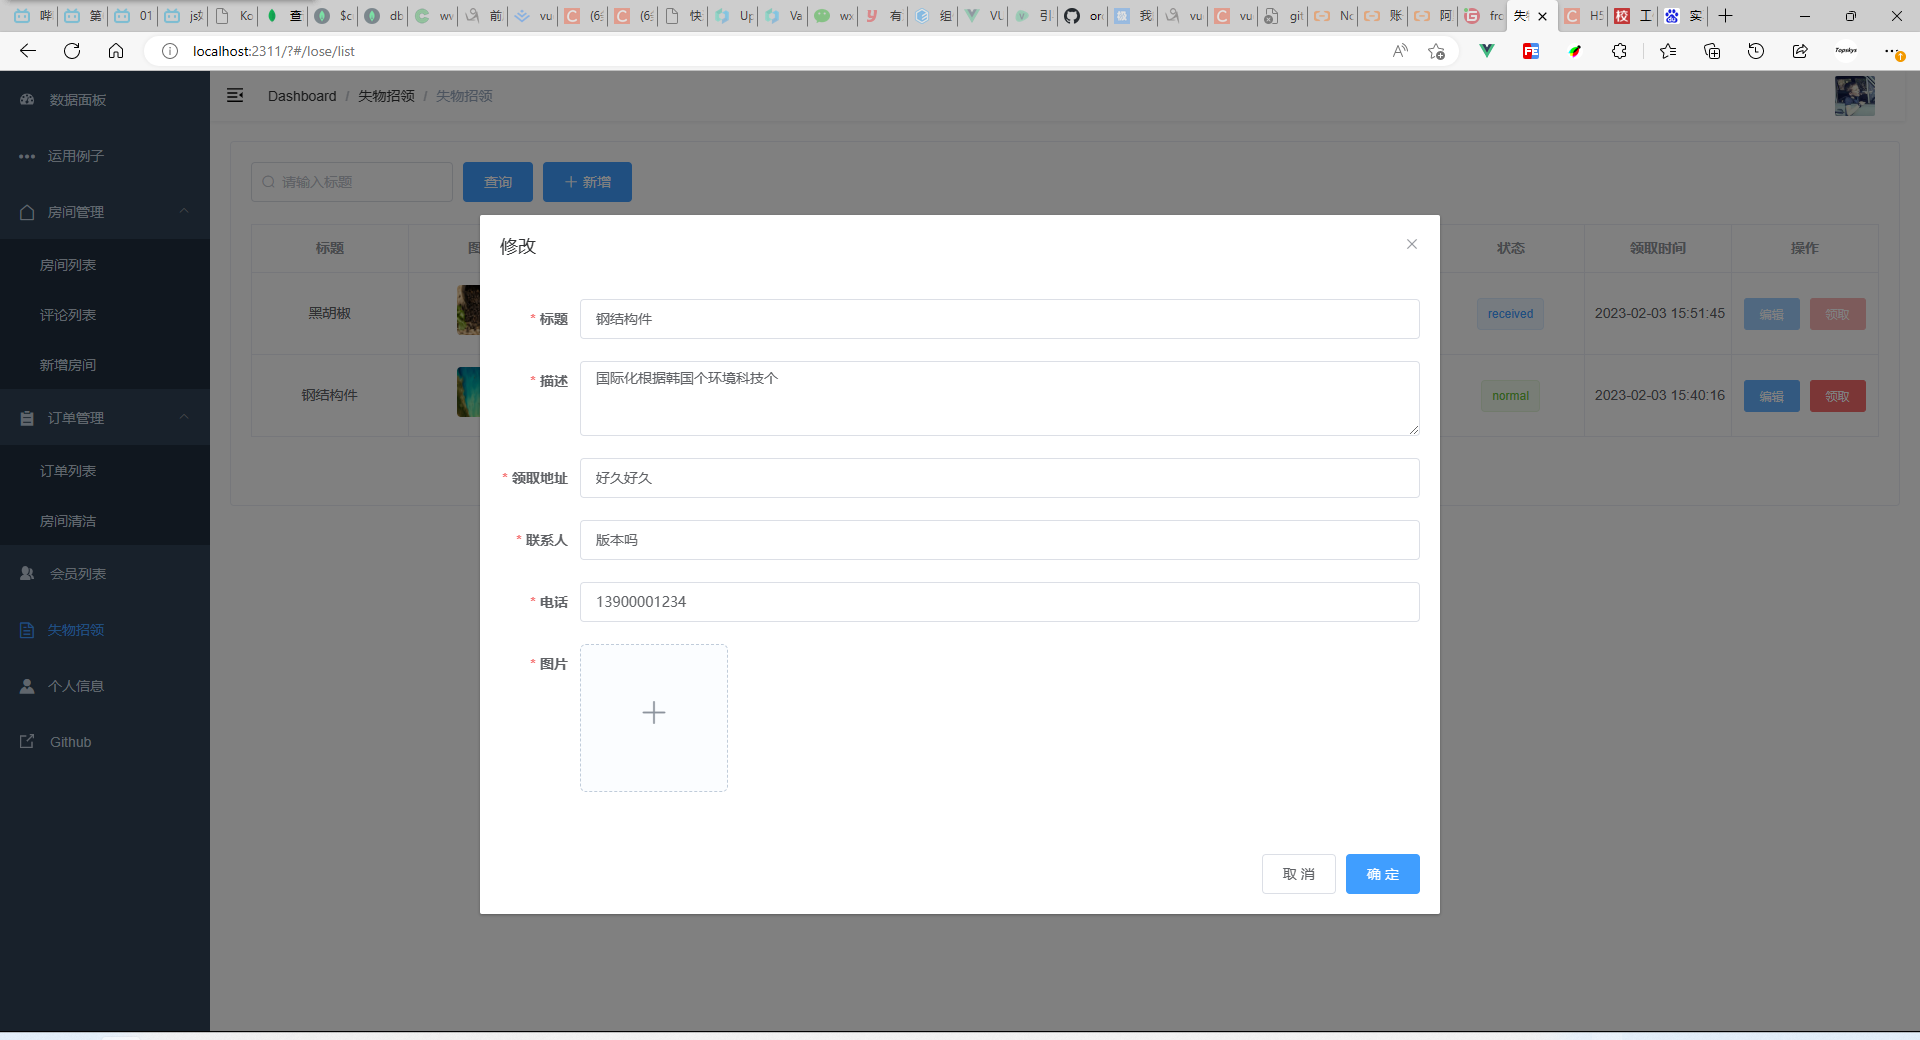 哔
第
01
Kc
查
$c
db
wv
前
vu
(6:
(6:
快
Up
Va
wx
有
组
VU
引
or
我
vu
vu
git
Nc
账
阿
frc
失
H5
工
实
localhost:2311/?#/lose/list
数据面板
运用例子
房间管理
房间列表
评论列表
新增房间
订单管理
订单列表
房间清洁
会员列表
失物招领
个人信息
Github
Dashboard / 失物招领 / 失物招领
请输入标题
查询
新增
标题
状态
领取时间
操作
黑胡椒
received
2023-02-03 15:51:45
编辑
领取
钢结构件
normal
2023-02-03 15:40:16
编辑
领取
修改
* 标题
钢结构件
* 描述
国际化根据韩国个环境科技个
* 领取地址
好久好久
* 联系人
版本吗
* 电话
13900001234
* 图片
取 消
确 定